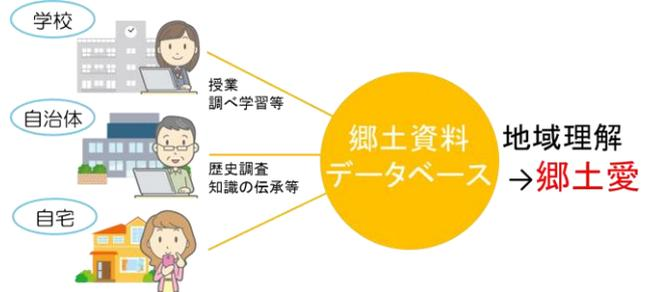 学校
授業
調べ学習等
自治体
歴史調査
知識の伝承等
自宅
郷土資料
データベース
地域理解
→郷土愛